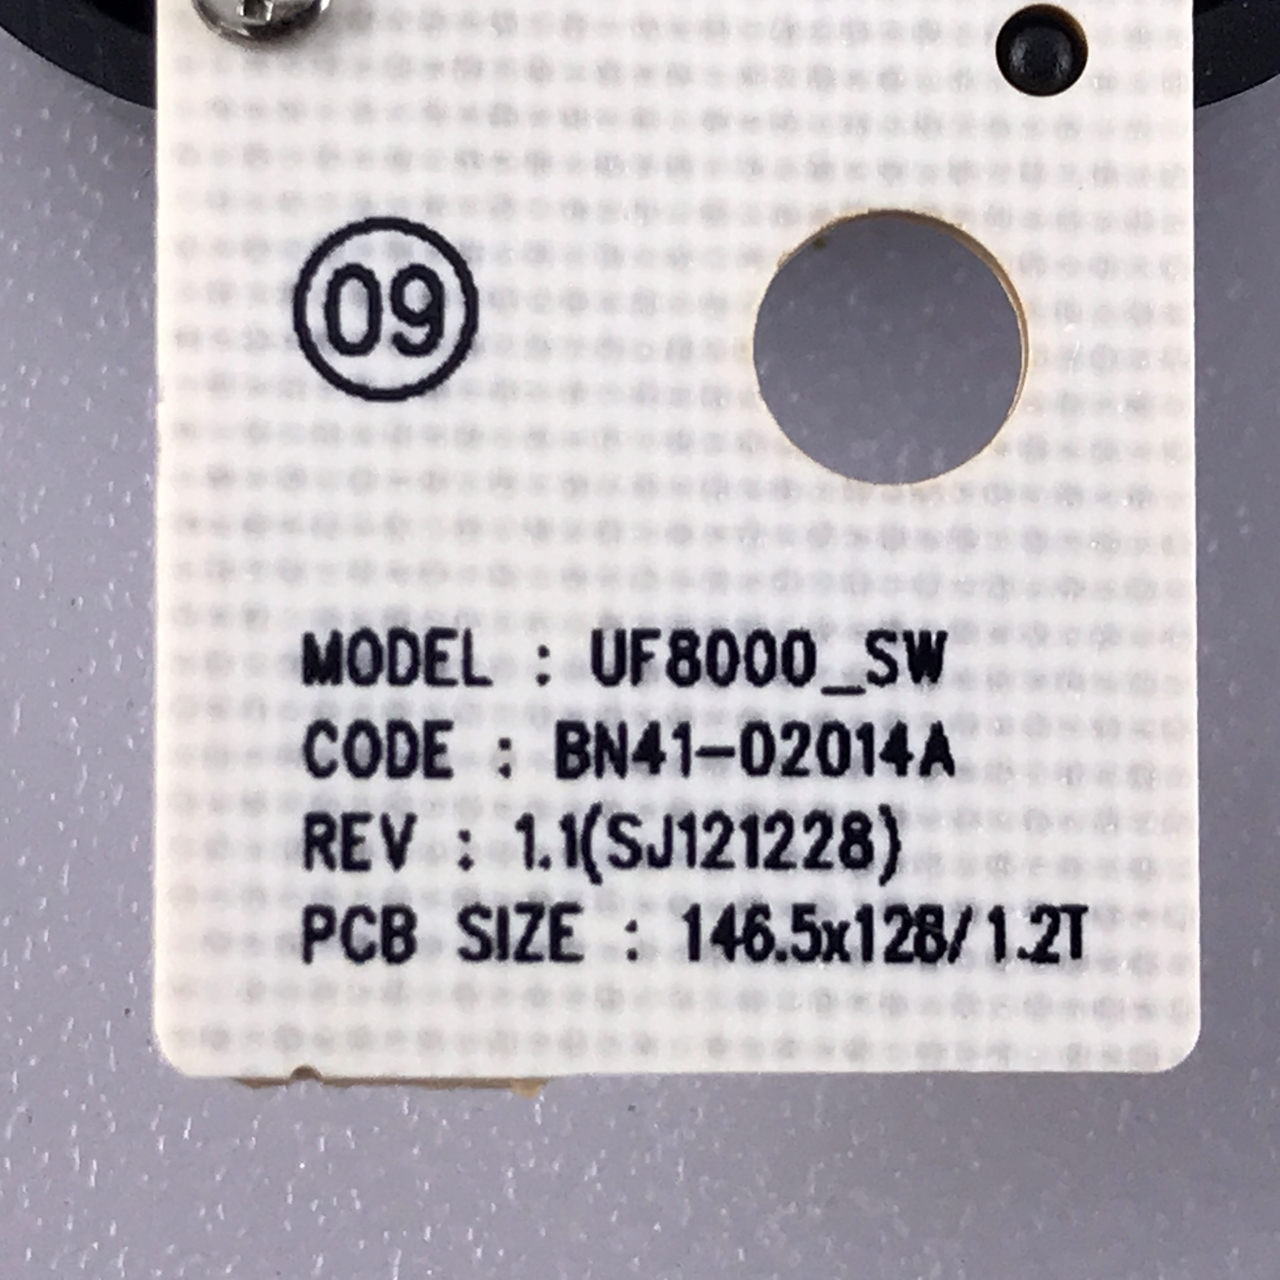 09
MODEL : UF8000_SW
CODE : BN41-02014A
REV : 1.1(SJ121228)
PCB SIZE : 146.5x128/1.2T